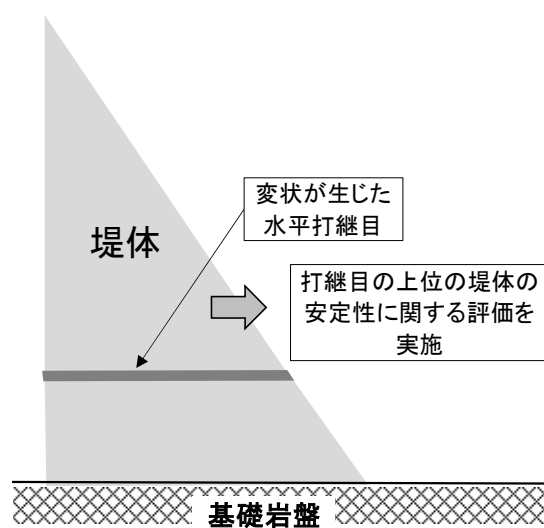 変状が生じた
水平打継目
堤体
打継目の上位の堤体の
安定性に関する評価を
実施
基礎岩盤